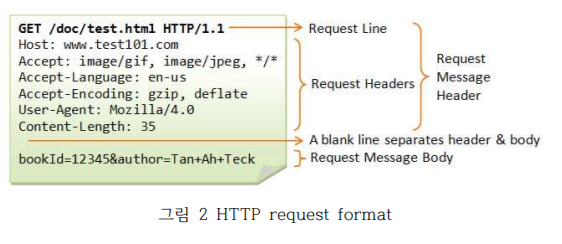 GET /doc/test.html HTTP/1.1
Request Line
Host: www.test101.com
Accept: image/gif, image/jpeg, */*
Accept-Language: en-us
Accept-Encoding: gzip, deflate
User-Agent: Mozilla/4.0
Content-Length: 35
Request Headers
Request
Message
Header
A blank line separates header & body
bookId=12345&author=Tan+Ah+Teck
Request Message Body
그림 2 HTTP request format